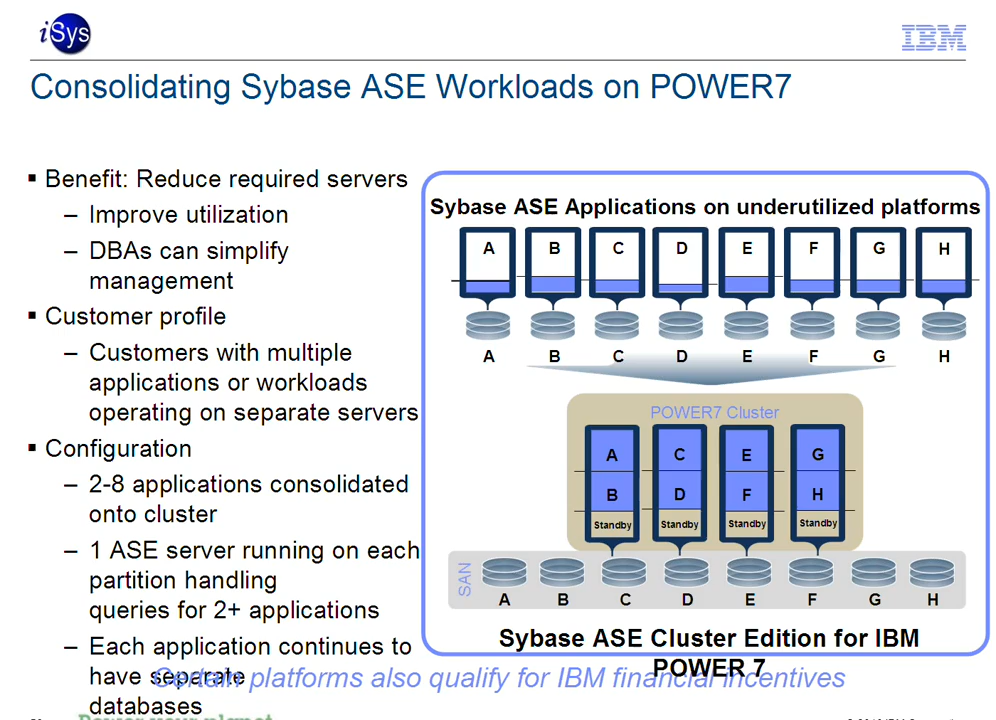 iSys
IBM
Consolidating Sybase ASE Workloads on POWER7
▪ Benefit: Reduce required servers
– Improve utilization
– DBAs can simplify
management
▪ Customer profile
– Customers with multiple
applications or workloads
operating on separate servers
▪ Configuration
– 2-8 applications consolidated
onto cluster
– 1 ASE server running on each
partition handling
queries for 2+ applications
– Each application continues to
have separate
databases
Sybase ASE Applications on underutilized platforms
A B C D E F G H
A B C D E F G H
POWER7 Cluster
A C E G
B D F H
Standby Standby Standby Standby
SAN
A B C D E F G H
Sybase ASE Cluster Edition for IBM
POWER 7
Certain platforms also qualify for IBM financial incentives
Power your planet